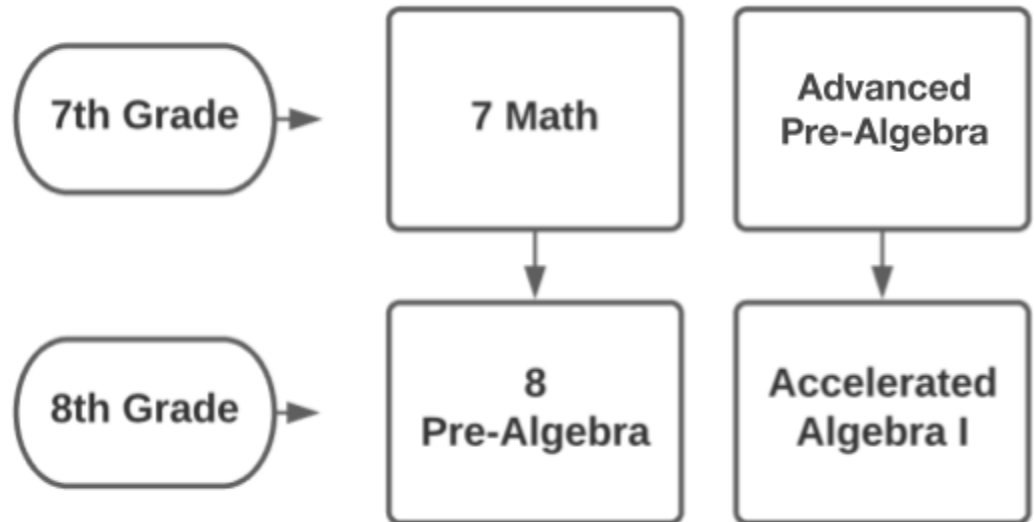 7th Grade
7 Math
Advanced
Pre-Algebra
8th Grade
8
Pre-Algebra
Accelerated
Algebra I